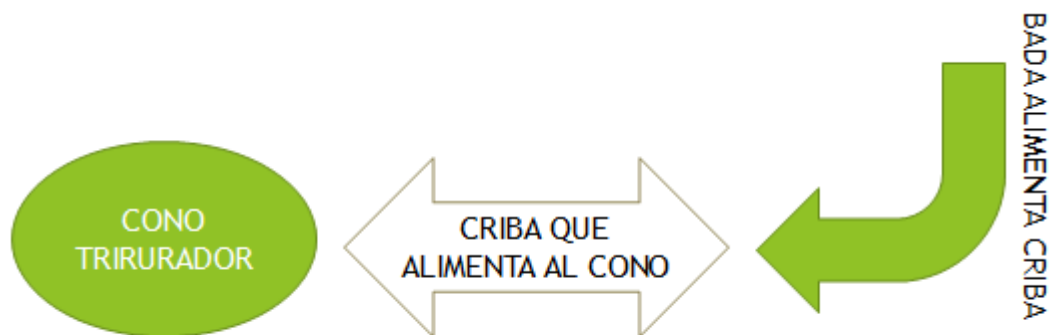 CONO
TRIRURADOR
CRIBA QUE
ALIMENTA AL CONO
BADA ALIMENTA CRIBA